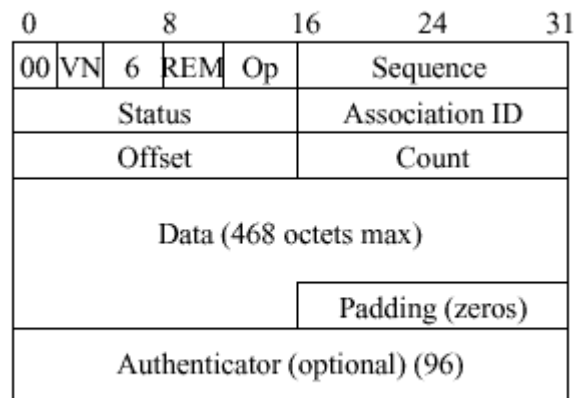 0 8 16 24 31
00 VN 6 REM Op Sequence
Status Association ID
Offset Count
Data (468 octets max)
Padding (zeros)
Authenticator (optional) (96)